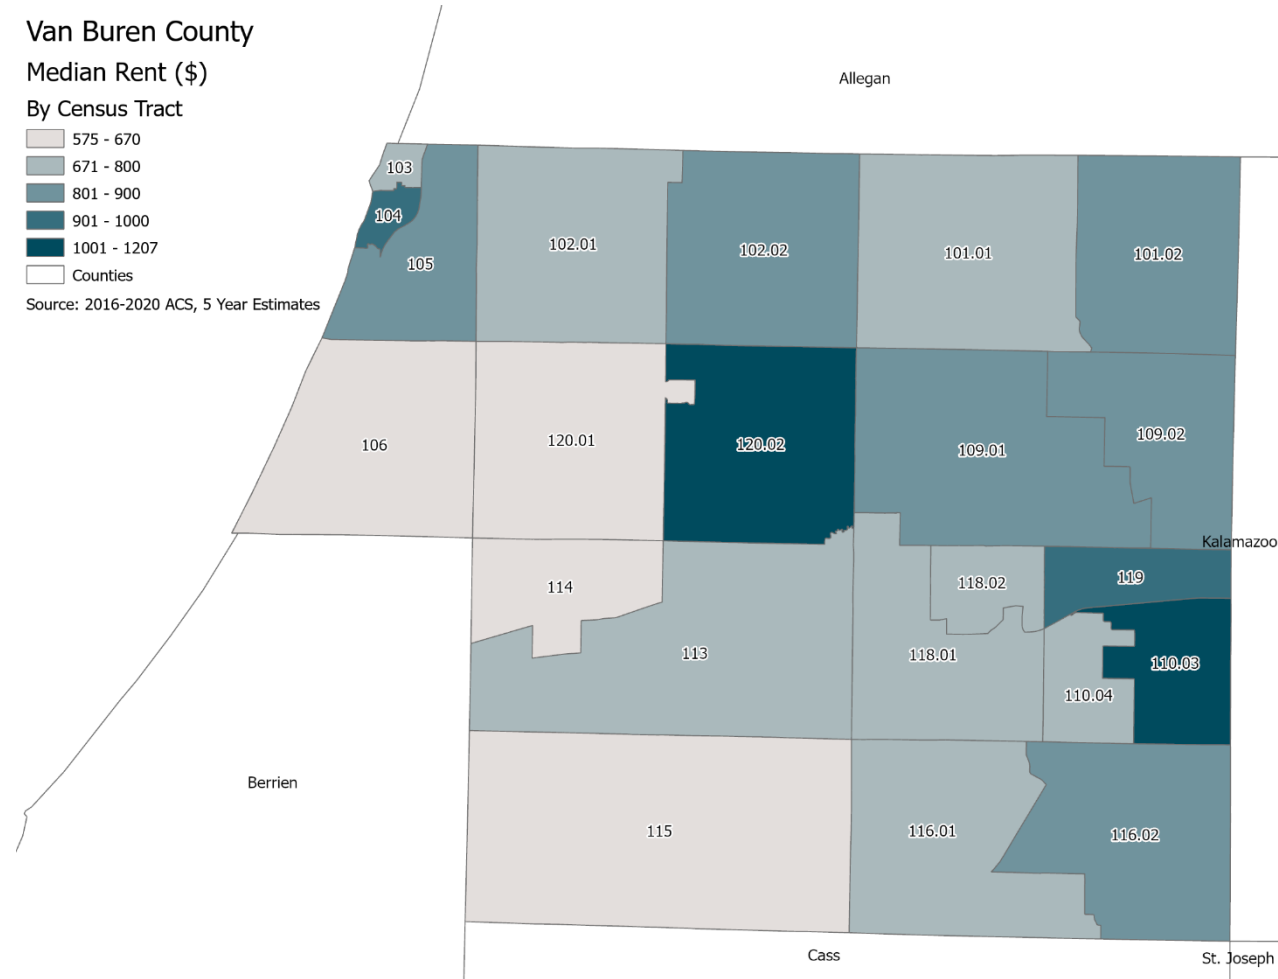 Van Buren County
Median Rent ($)
By Census Tract
575 - 670
671 - 800
801 - 900
901 - 1000
1001 - 1207
Counties
Source: 2016-2020 ACS, 5 Year Estimates
Allegan
103
104
105
102.01
102.02
101.01
101.02
106
120.01
120.02
109.01
109.02
Kalamazoo
114
118.02
119
113
118.01
110.03
110.04
Berrien
115
116.01
116.02
Cass
St. Joseph